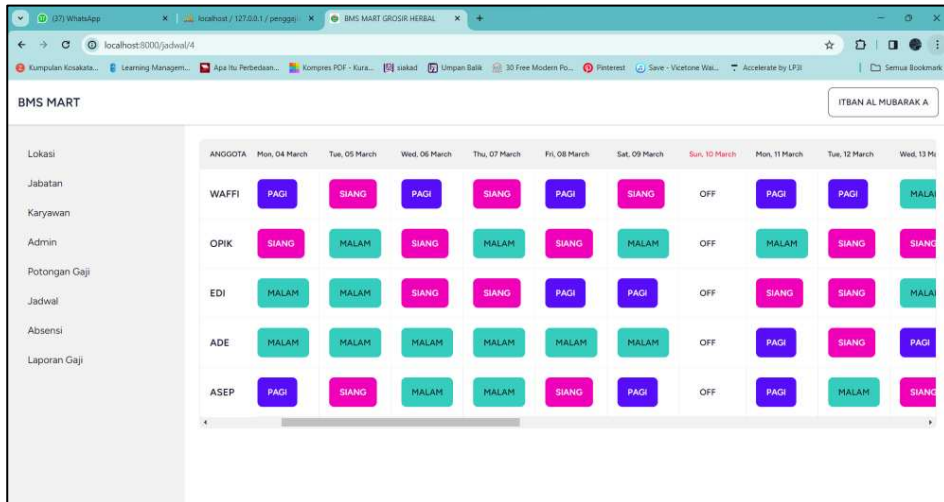 (27) WhatsApp
localhost / 127.0.0.1 / penggaji
BMS MART GROSIR HERBAL
localhost:8000/jadwal/4
Kumpulan Kosakata... Learning Managem... Apa Itu Perbedaan... Kompres PDF - Kura... siakad Umpan Balik 30 Free Modern Po... Pinterest Save - Vicetone Wai... Accelerate by LP3I Semua Bookmark
BMS MART
ITBAN AL MUBARAK A
Lokasi
Jabatan
Karyawan
Admin
Potongan Gaji
Jadwal
Absensi
Laporan Gaji
ANGGOTA Mon, 04 March Tue, 05 March Wed, 06 March Thu, 07 March Fri, 08 March Sat, 09 March Sun, 10 March Mon, 11 March Tue, 12 March Wed, 13 Ma
WAFFI PAGI SIANG PAGI SIANG PAGI SIANG OFF PAGI PAGI MALA
OPIK SIANG MALAM SIANG MALAM SIANG MALAM OFF MALAM SIANG SIANG
EDI MALAM MALAM SIANG SIANG PAGI PAGI OFF SIANG SIANG MALA
ADE MALAM MALAM MALAM MALAM MALAM MALAM OFF PAGI SIANG PAGI
ASEP PAGI SIANG MALAM MALAM SIANG PAGI OFF PAGI MALAM SIANG